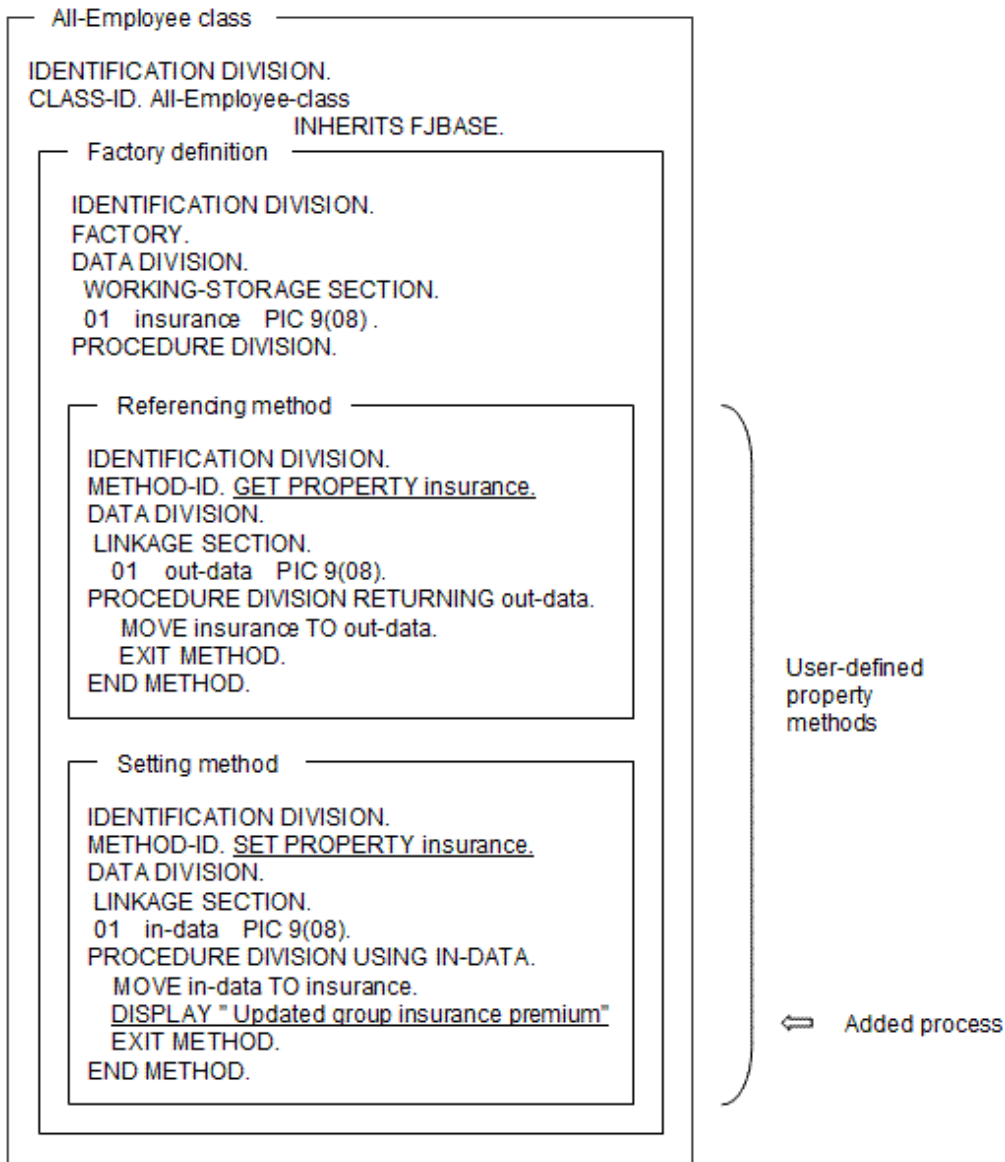 All-Employee class
IDENTIFICATION DIVISION.
CLASS-ID. All-Employee-class
INHERITS FJBASE.
Factory definition
IDENTIFICATION DIVISION.
FACTORY.
DATA DIVISION.
WORKING-STORAGE SECTION.
01 insurance PIC 9(08) .
PROCEDURE DIVISION.
Referencing method
IDENTIFICATION DIVISION.
METHOD-ID. GET PROPERTY insurance.
DATA DIVISION.
LINKAGE SECTION.
01 out-data PIC 9(08).
PROCEDURE DIVISION RETURNING out-data.
MOVE insurance TO out-data.
EXIT METHOD.
END METHOD.
User-defined
property
methods
Setting method
IDENTIFICATION DIVISION.
METHOD-ID. SET PROPERTY insurance.
DATA DIVISION.
LINKAGE SECTION.
01 in-data PIC 9(08).
PROCEDURE DIVISION USING IN-DATA.
MOVE in-data TO insurance.
DISPLAY " Updated group insurance premium"
EXIT METHOD.
END METHOD.
Added process